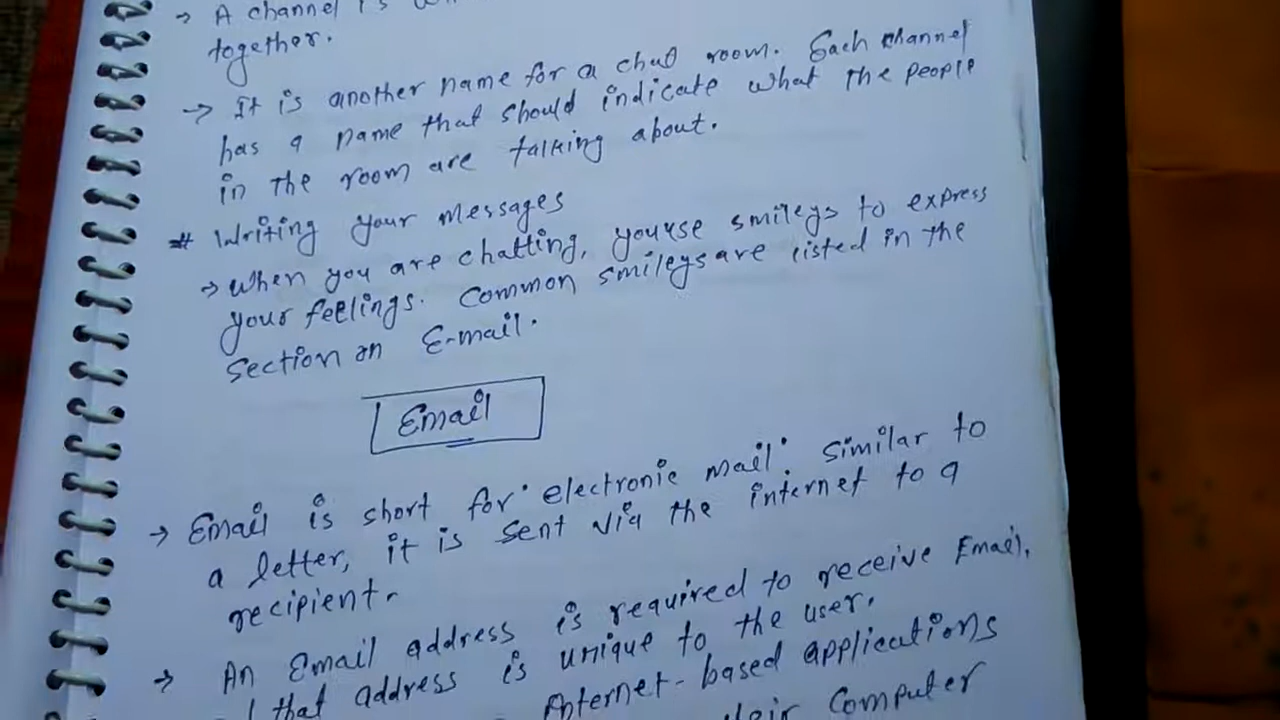 → A channel is
together.
→ It is another name for a chat room. Each channel
has a name that should indicate what the people
in the room are talking about.
# Writing your messages
→ When you are chatting, you use smileys to express
your feelings. Common smileys are listed in the
section on E-mail.
Email
→ Email is short for 'electronic mail'. Similar to
a letter, it is sent via the internet to a
recipient.
→ An Email address is required to receive Email,
that address is unique to the user.
Internet-based applications
their computer